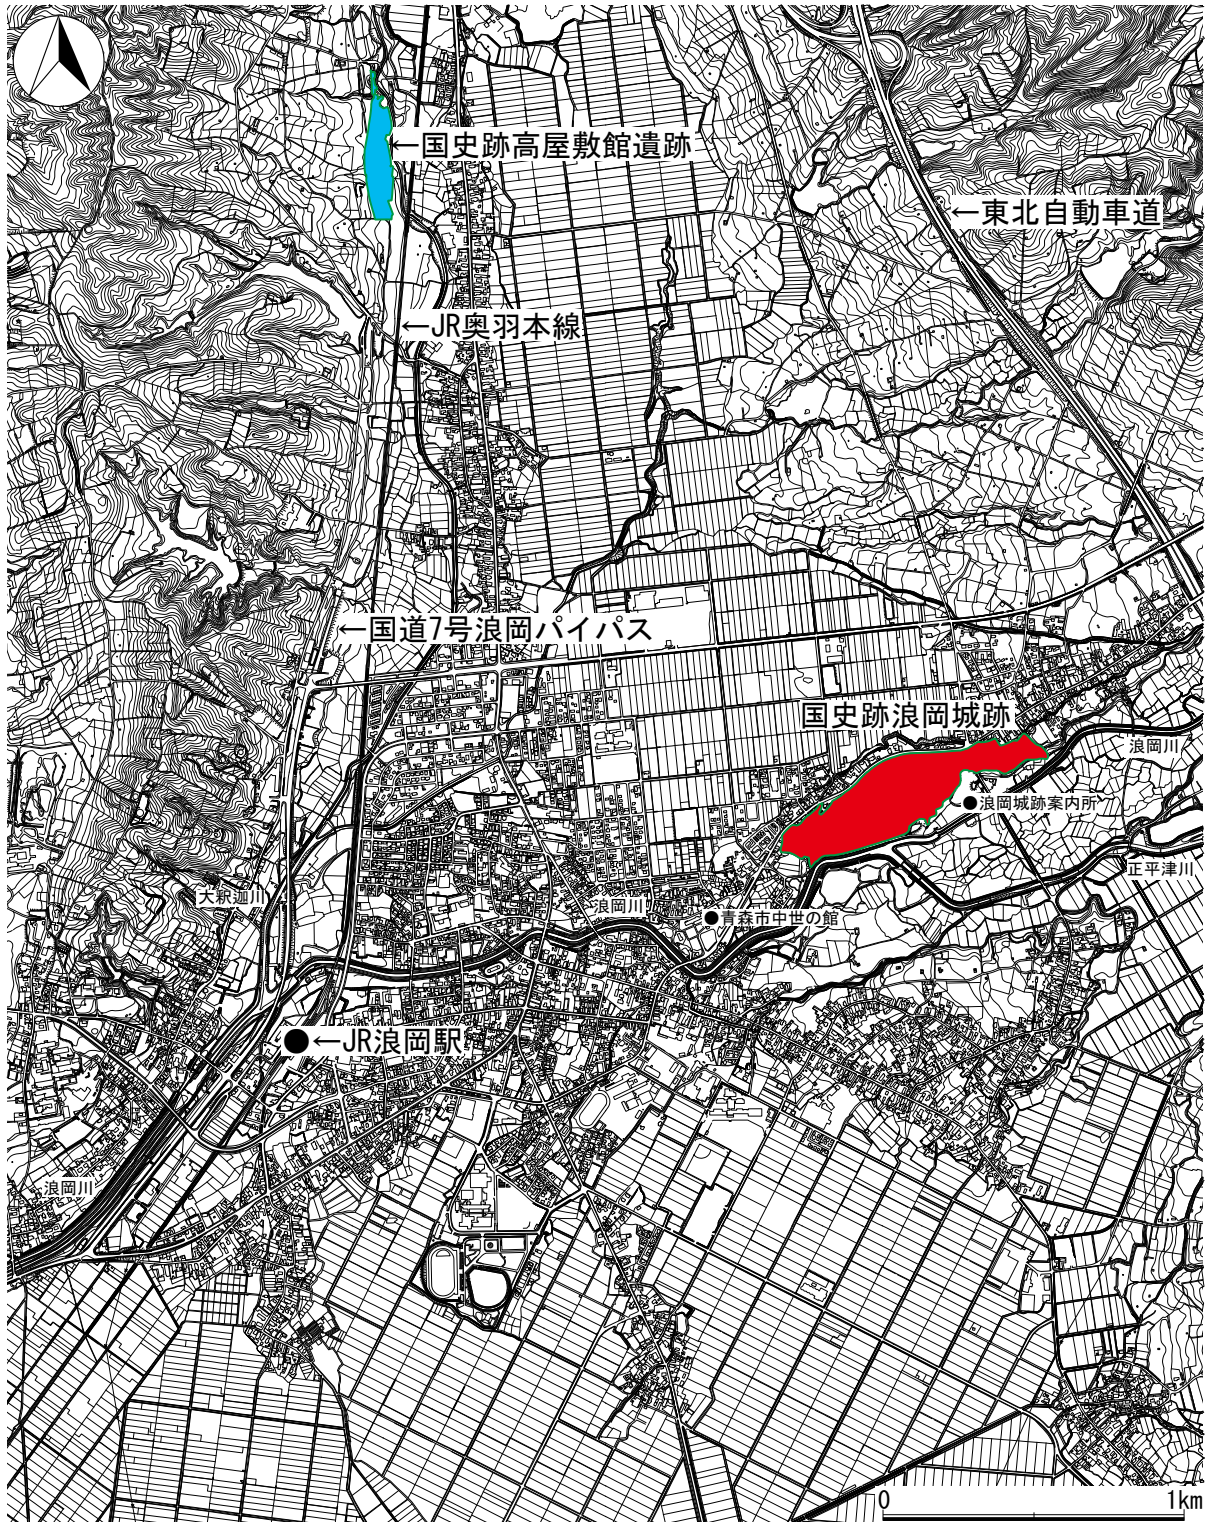 ←国史跡高屋敷館遺跡
←東北自動車道
←JR奥羽本線
←国道7号浪岡バイパス
国史跡浪岡城跡
浪岡川
●浪岡城跡案内所
正平津川
大釈迦川
浪岡川
●青森市中世の館
●←JR浪岡駅
浪岡川
0 1km